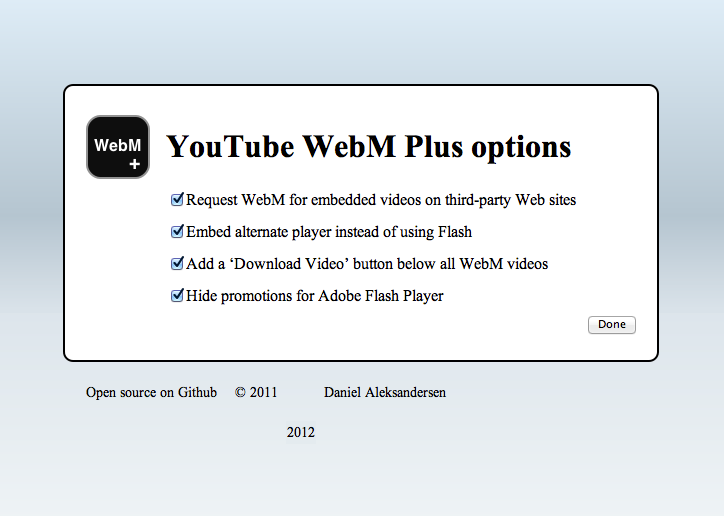 WebM
+
YouTube WebM Plus options
Request WebM for embedded videos on third-party Web sites
Embed alternate player instead of using Flash
Add a ‘Download Video’ button below all WebM videos
Hide promotions for Adobe Flash Player
Done
Open source on Github © 2011 Daniel Aleksandersen
2012